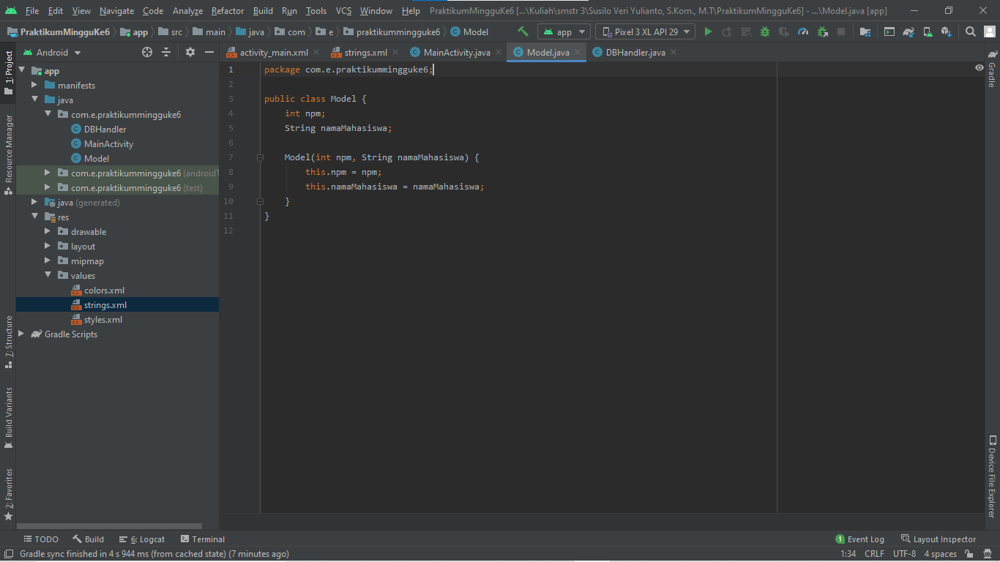 File Edit View Navigate Code Analyze Refactor Build Run Tools VCS Window Help PraktikumMingguKe6 [...\Kuliah\smstr 3\Susilo Veri Yulianto, S.Kom., M.T\PraktikumMingguKe6] - ...\Model.java [app]
PraktikumMingguKe6 app src main java com e praktikummingguke6 Model app Pixel 3 XL API 29
Android
activity_main.xml strings.xml MainActivity.java Model.java DBHandler.java
1: Project
Resource Manager
7: Structure
Build Variants
2: Favorites
app
manifests
java
com.e.praktikummingguke6
DBHandler
MainActivity
Model
com.e.praktikummingguke6 (androidT
com.e.praktikummingguke6 (test)
java (generated)
res
drawable
layout
mipmap
values
colors.xml
strings.xml
styles.xml
Gradle Scripts
1 package com.e.praktikummingguke6;
2
3 public class Model {
4 int npm;
5 String namaMahasiswa;
6
7 Model(int npm, String namaMahasiswa) {
8 this.npm = npm;
9 this.namaMahasiswa = namaMahasiswa;
10 }
11 }
12
Gradle
Device File Explorer
TODO Build 6: Logcat Terminal 1 Event Log Layout Inspector
Gradle sync finished in 4 s 944 ms (from cached state) (7 minutes ago) 1:34 CRLF UTF-8 4 spaces